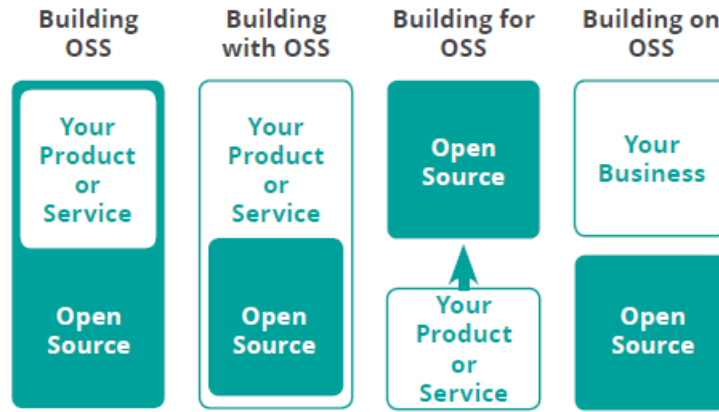 Building
OSS
Your
Product
or
Service
Open
Source
Building
with OSS
Your
Product
or
Service
Open
Source
Building for
OSS
Open
Source
Your
Product
or
Service
Building on
OSS
Your
Business
Open
Source